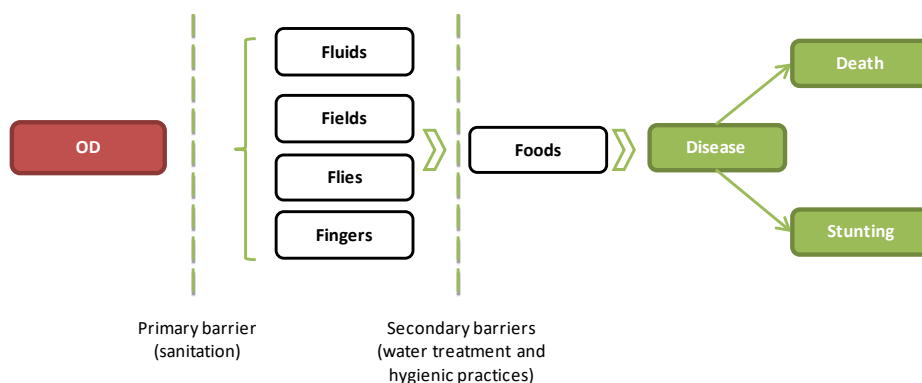 OD
Fluids
Fields
Flies
Fingers
Foods
Disease
Death
Stunting
Primary barrier
(sanitation)
Secondary barriers
(water treatment and
hygienic practices)